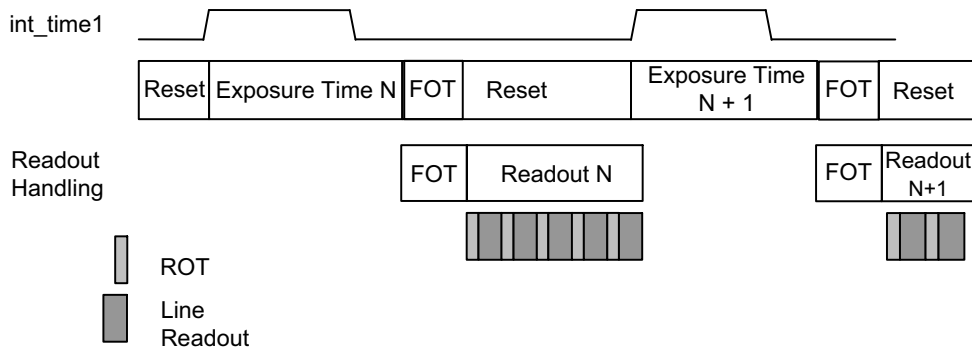 int_time1
Reset Exposure Time N FOT Reset Exposure Time
N + 1 FOT Reset
Readout
Handling
FOT Readout N FOT Readout
N+1
ROT
Line
Readout